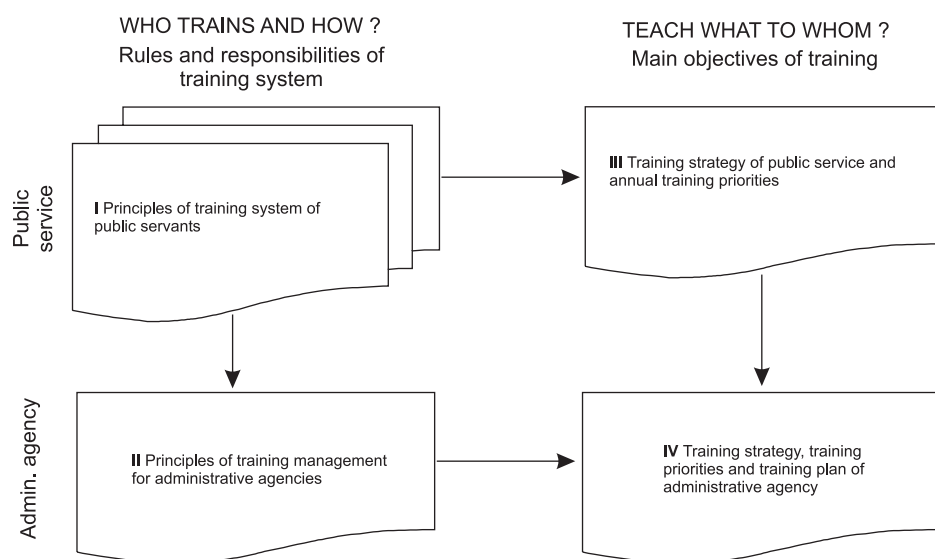 WHO TRAINS AND HOW ?
Rules and responsibilities of
training system
TEACH WHAT TO WHOM ?
Main objectives of training
Public
service
I Principles of training system of
public servants
III Training strategy of public service and
annual training priorities
Admin. agency
II Principles of training management
for administrative agencies
IV Training strategy, training
priorities and training plan of
administrative agency